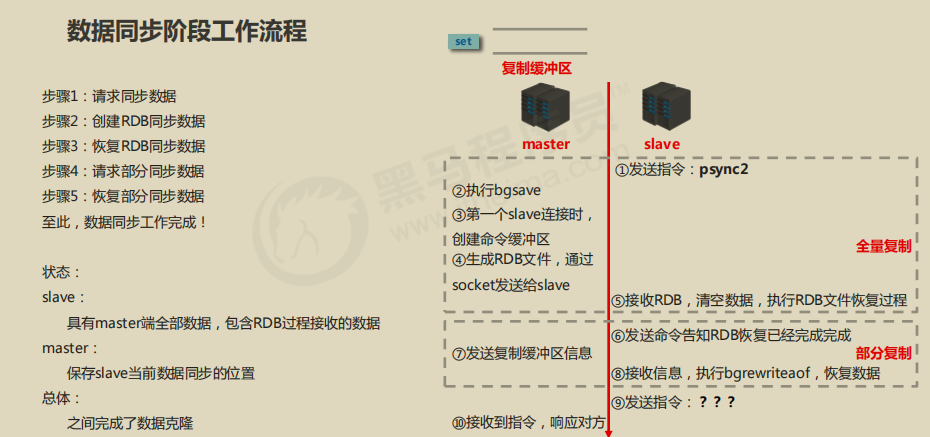 数据同步阶段工作流程
步骤1：请求同步数据
步骤2：创建RDB同步数据
步骤3：恢复RDB同步数据
步骤4：请求部分同步数据
步骤5：恢复部分同步数据
至此，数据同步工作完成！
状态：
slave：
具有master端全部数据，包含RDB过程接收的数据
master：
保存slave当前数据同步的位置
总体：
之间完成了数据克隆
set
复制缓冲区
master
slave
①发送指令：psync2
②执行bgsave
③第一个slave连接时，
创建命令缓冲区
④生成RDB文件，通过
socket发送给slave
全量复制
⑤接收RDB，清空数据，执行RDB文件恢复过程
⑥发送命令告知RDB恢复已经完成完成
⑦发送复制缓冲区信息
部分复制
⑧接收信息，执行bgrewriteaof，恢复数据
⑨发送指令：？？？
⑩接收到指令，响应对方
黑马程序员™